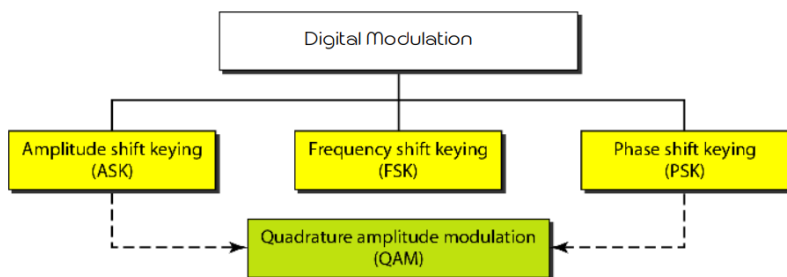 Digital Modulation
Amplitude shift keying
(ASK)
Frequency shift keying
(FSK)
Phase shift keying
(PSK)
Quadrature amplitude modulation
(QAM)